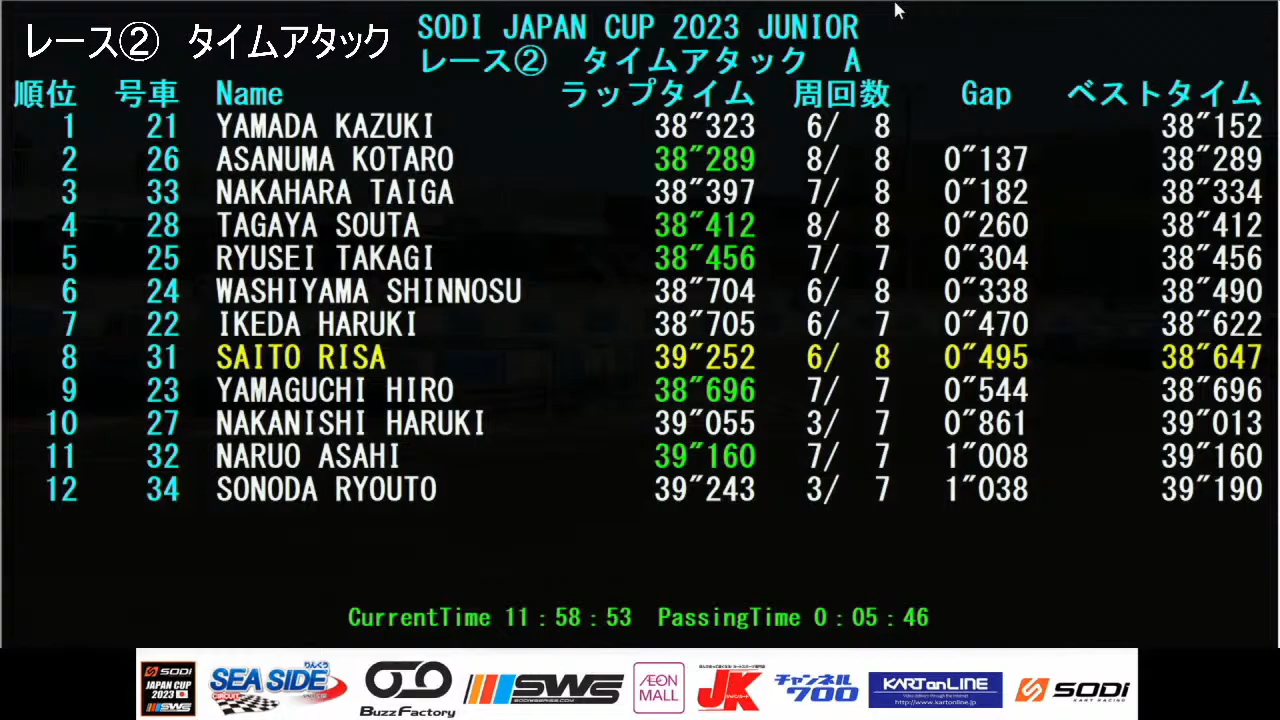 レース② タイムアタック
SODI JAPAN CUP 2023 JUNIOR
レース② タイムアタック A
順位 号車 Name ラップタイム 周回数 Gap ベストタイム
1 21 YAMADA KAZUKI 38"323 6/ 8 38"152
2 26 ASANUMA KOTARO 38"289 8/ 8 0"137 38"289
3 33 NAKAHARA TAIGA 38"397 7/ 8 0"182 38"334
4 28 TAGAYA SOUTA 38"412 8/ 8 0"260 38"412
5 25 RYUSEI TAKAGI 38"456 7/ 7 0"304 38"456
6 24 WASHIYAMA SHINNOSU 38"704 6/ 8 0"338 38"490
7 22 IKEDA HARUKI 38"705 6/ 7 0"470 38"622
8 31 SAITO RISA 39"252 6/ 8 0"495 38"647
9 23 YAMAGUCHI HIRO 38"696 7/ 7 0"544 38"696
10 27 NAKANISHI HARUKI 39"055 3/ 7 0"861 39"013
11 32 NARUO ASAHI 39"160 7/ 7 1"008 39"160
12 34 SONODA RYOUTO 39"243 3/ 7 1"038 39"190
CurrentTime 11:58:53 PassingTime 0:05:46
SODI JAPAN CUP 2023 SWS
りんくう SEA SIDE CIRCUIT
BuzzFactory
SWS
ÆON MALL
JK
チャンネル700
KART on LINE
http://www.kartonline.jp
SODI KART RACING